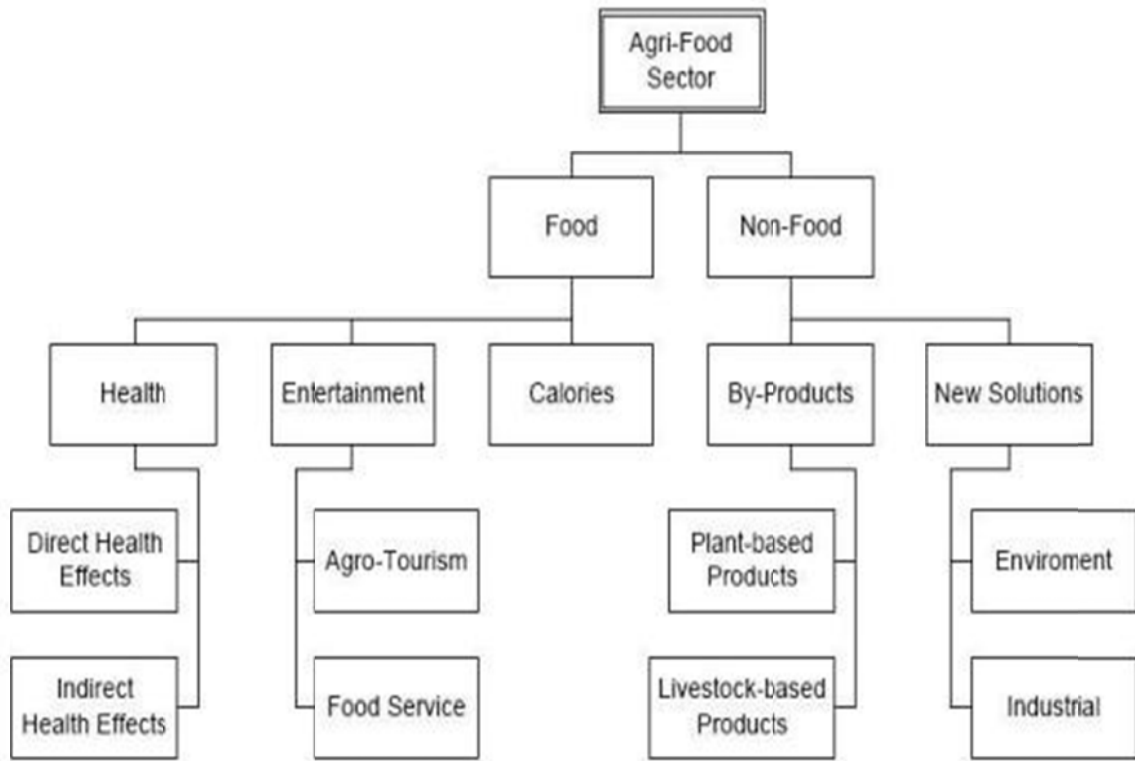 Agri-Food
Sector
Food
Non-Food
Health
Entertainment
Calories
By-Products
New Solutions
Direct Health
Effects
Agro-Tourism
Plant-based
Products
Enviroment
Indirect
Health Effects
Food Service
Livestock-based
Products
Industrial